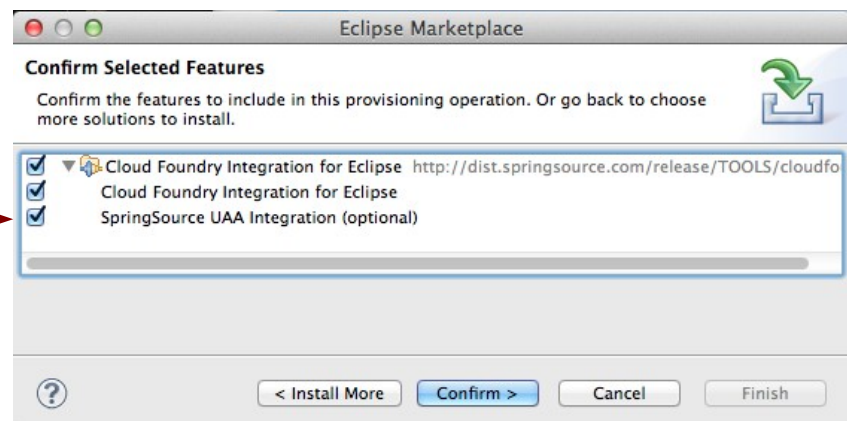 Eclipse Marketplace
Confirm Selected Features
Confirm the features to include in this provisioning operation. Or go back to choose
more solutions to install.
Cloud Foundry Integration for Eclipse http://dist.springsource.com/release/TOOLS/cloudfo
Cloud Foundry Integration for Eclipse
SpringSource UAA Integration (optional)
? < Install More Confirm > Cancel Finish